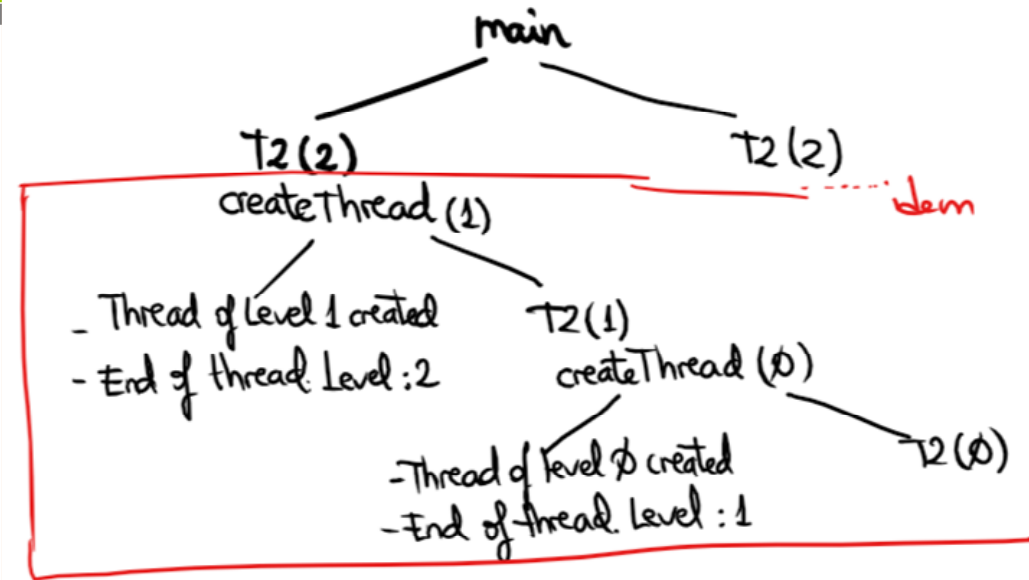 main
T2(2) T2(2)
createThread (1) idem
- Thread of Level 1 created T2(1)
- End of thread. Level : 2 createThread (Ø)
-Thread of level Ø created T2(Ø)
-End of thread. Level : 1